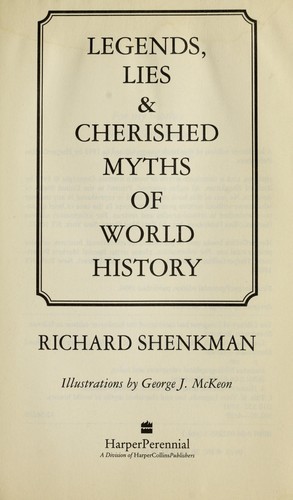 LEGENDS,
LIES
&
CHERISHED
MYTHS
OF
WORLD
HISTORY
RICHARD SHENKMAN
Illustrations by George J. McKeon
HarperPerennial
A Division of HarperCollinsPublishers